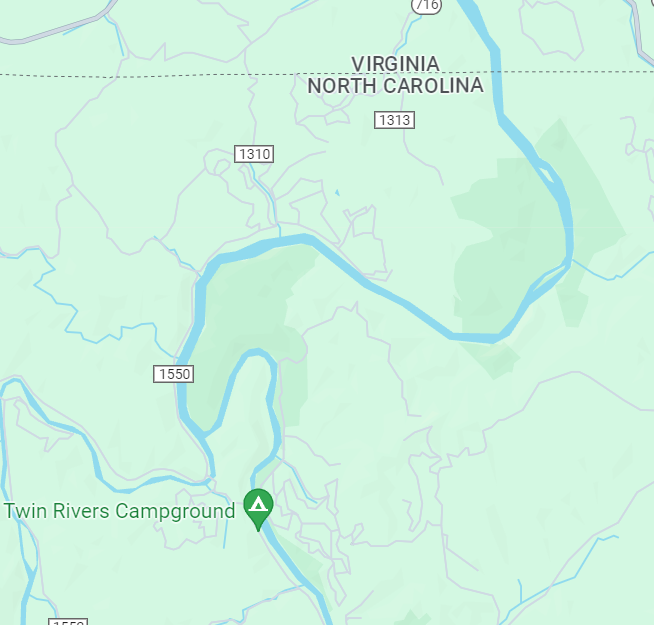 716
VIRGINIA
NORTH CAROLINA
1313
1310
1550
Twin Rivers Campground